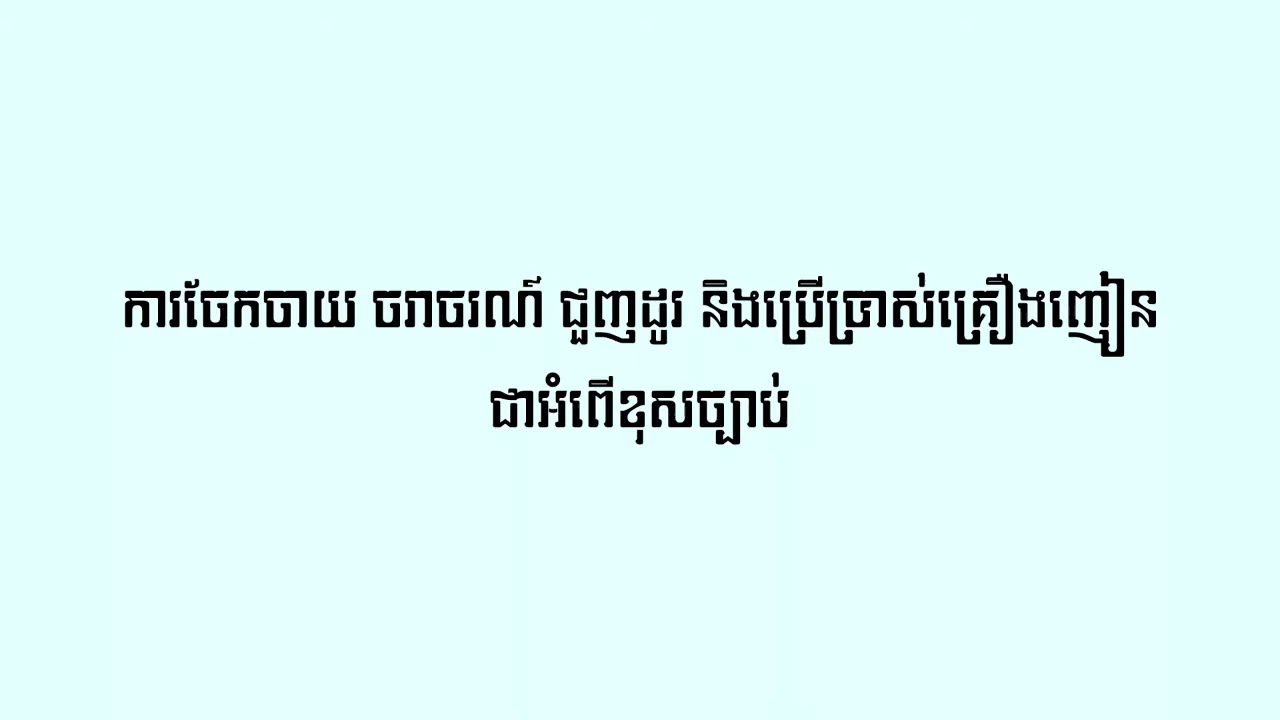 ការចែកចាយ ចរាចរណ៍ ជួញដូរ និងប្រើប្រាស់គ្រឿងញៀន
ជាអំពើខុសច្បាប់